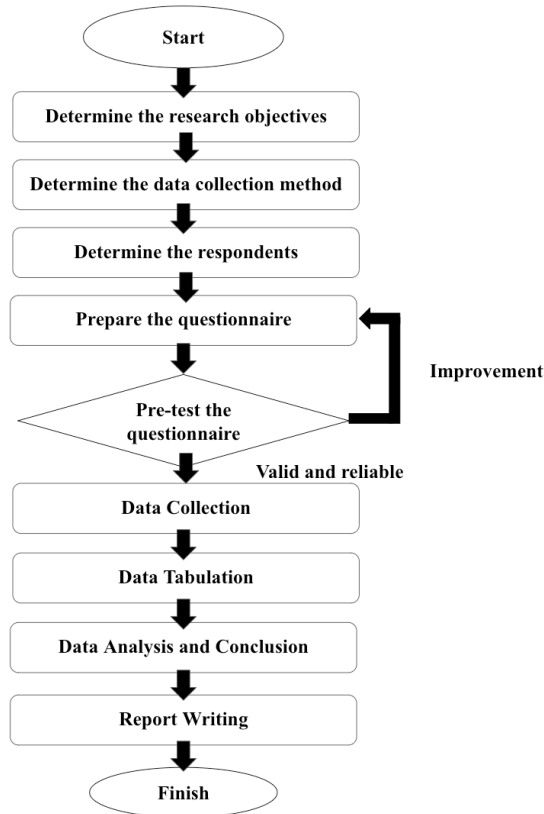 Start
Determine the research objectives
Determine the data collection method
Determine the respondents
Prepare the questionnaire
Improvement
Pre-test the
questionnaire
Valid and reliable
Data Collection
Data Tabulation
Data Analysis and Conclusion
Report Writing
Finish